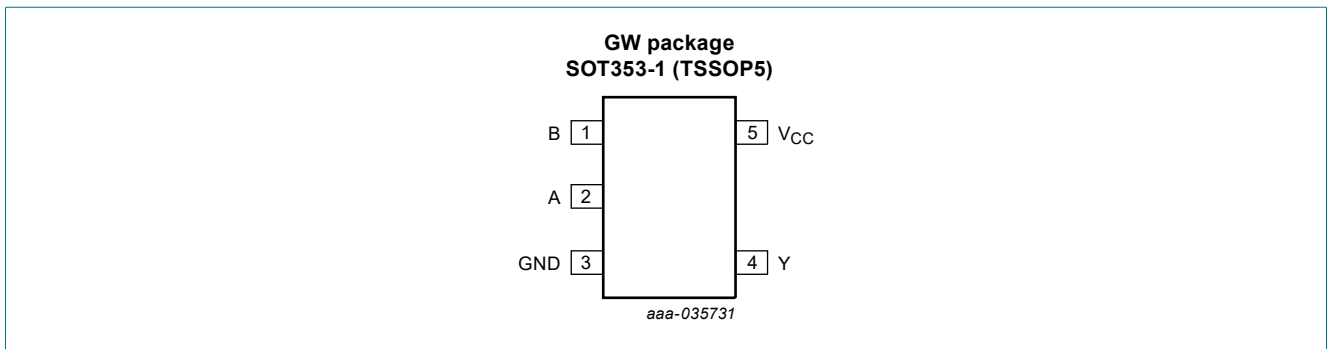 GW package
SOT353-1 (TSSOP5)
B 1
5 VCC
A 2
GND 3
4 Y
aaa-035731